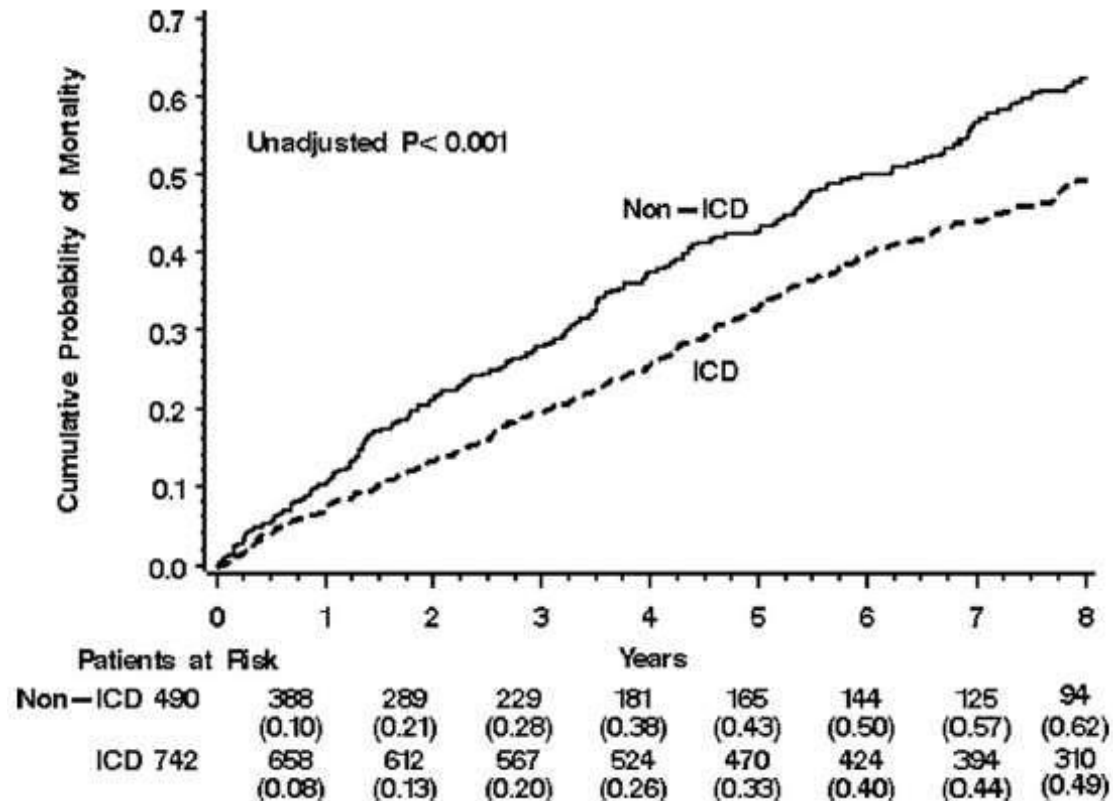 0.7
0.6
0.5
0.4
0.3
0.2
0.1
0.0
Cumulative Probability of Mortality
Unadjusted P< 0.001
Non-ICD
ICD
0 1 2 3 4 5 6 7 8
Patients at Risk Years
Non-ICD 490 388 289 229 181 165 144 125 94
(0.10) (0.21) (0.28) (0.38) (0.43) (0.50) (0.57) (0.62)
ICD 742 658 612 567 524 470 424 394 310
(0.08) (0.13) (0.20) (0.26) (0.33) (0.40) (0.44) (0.49)